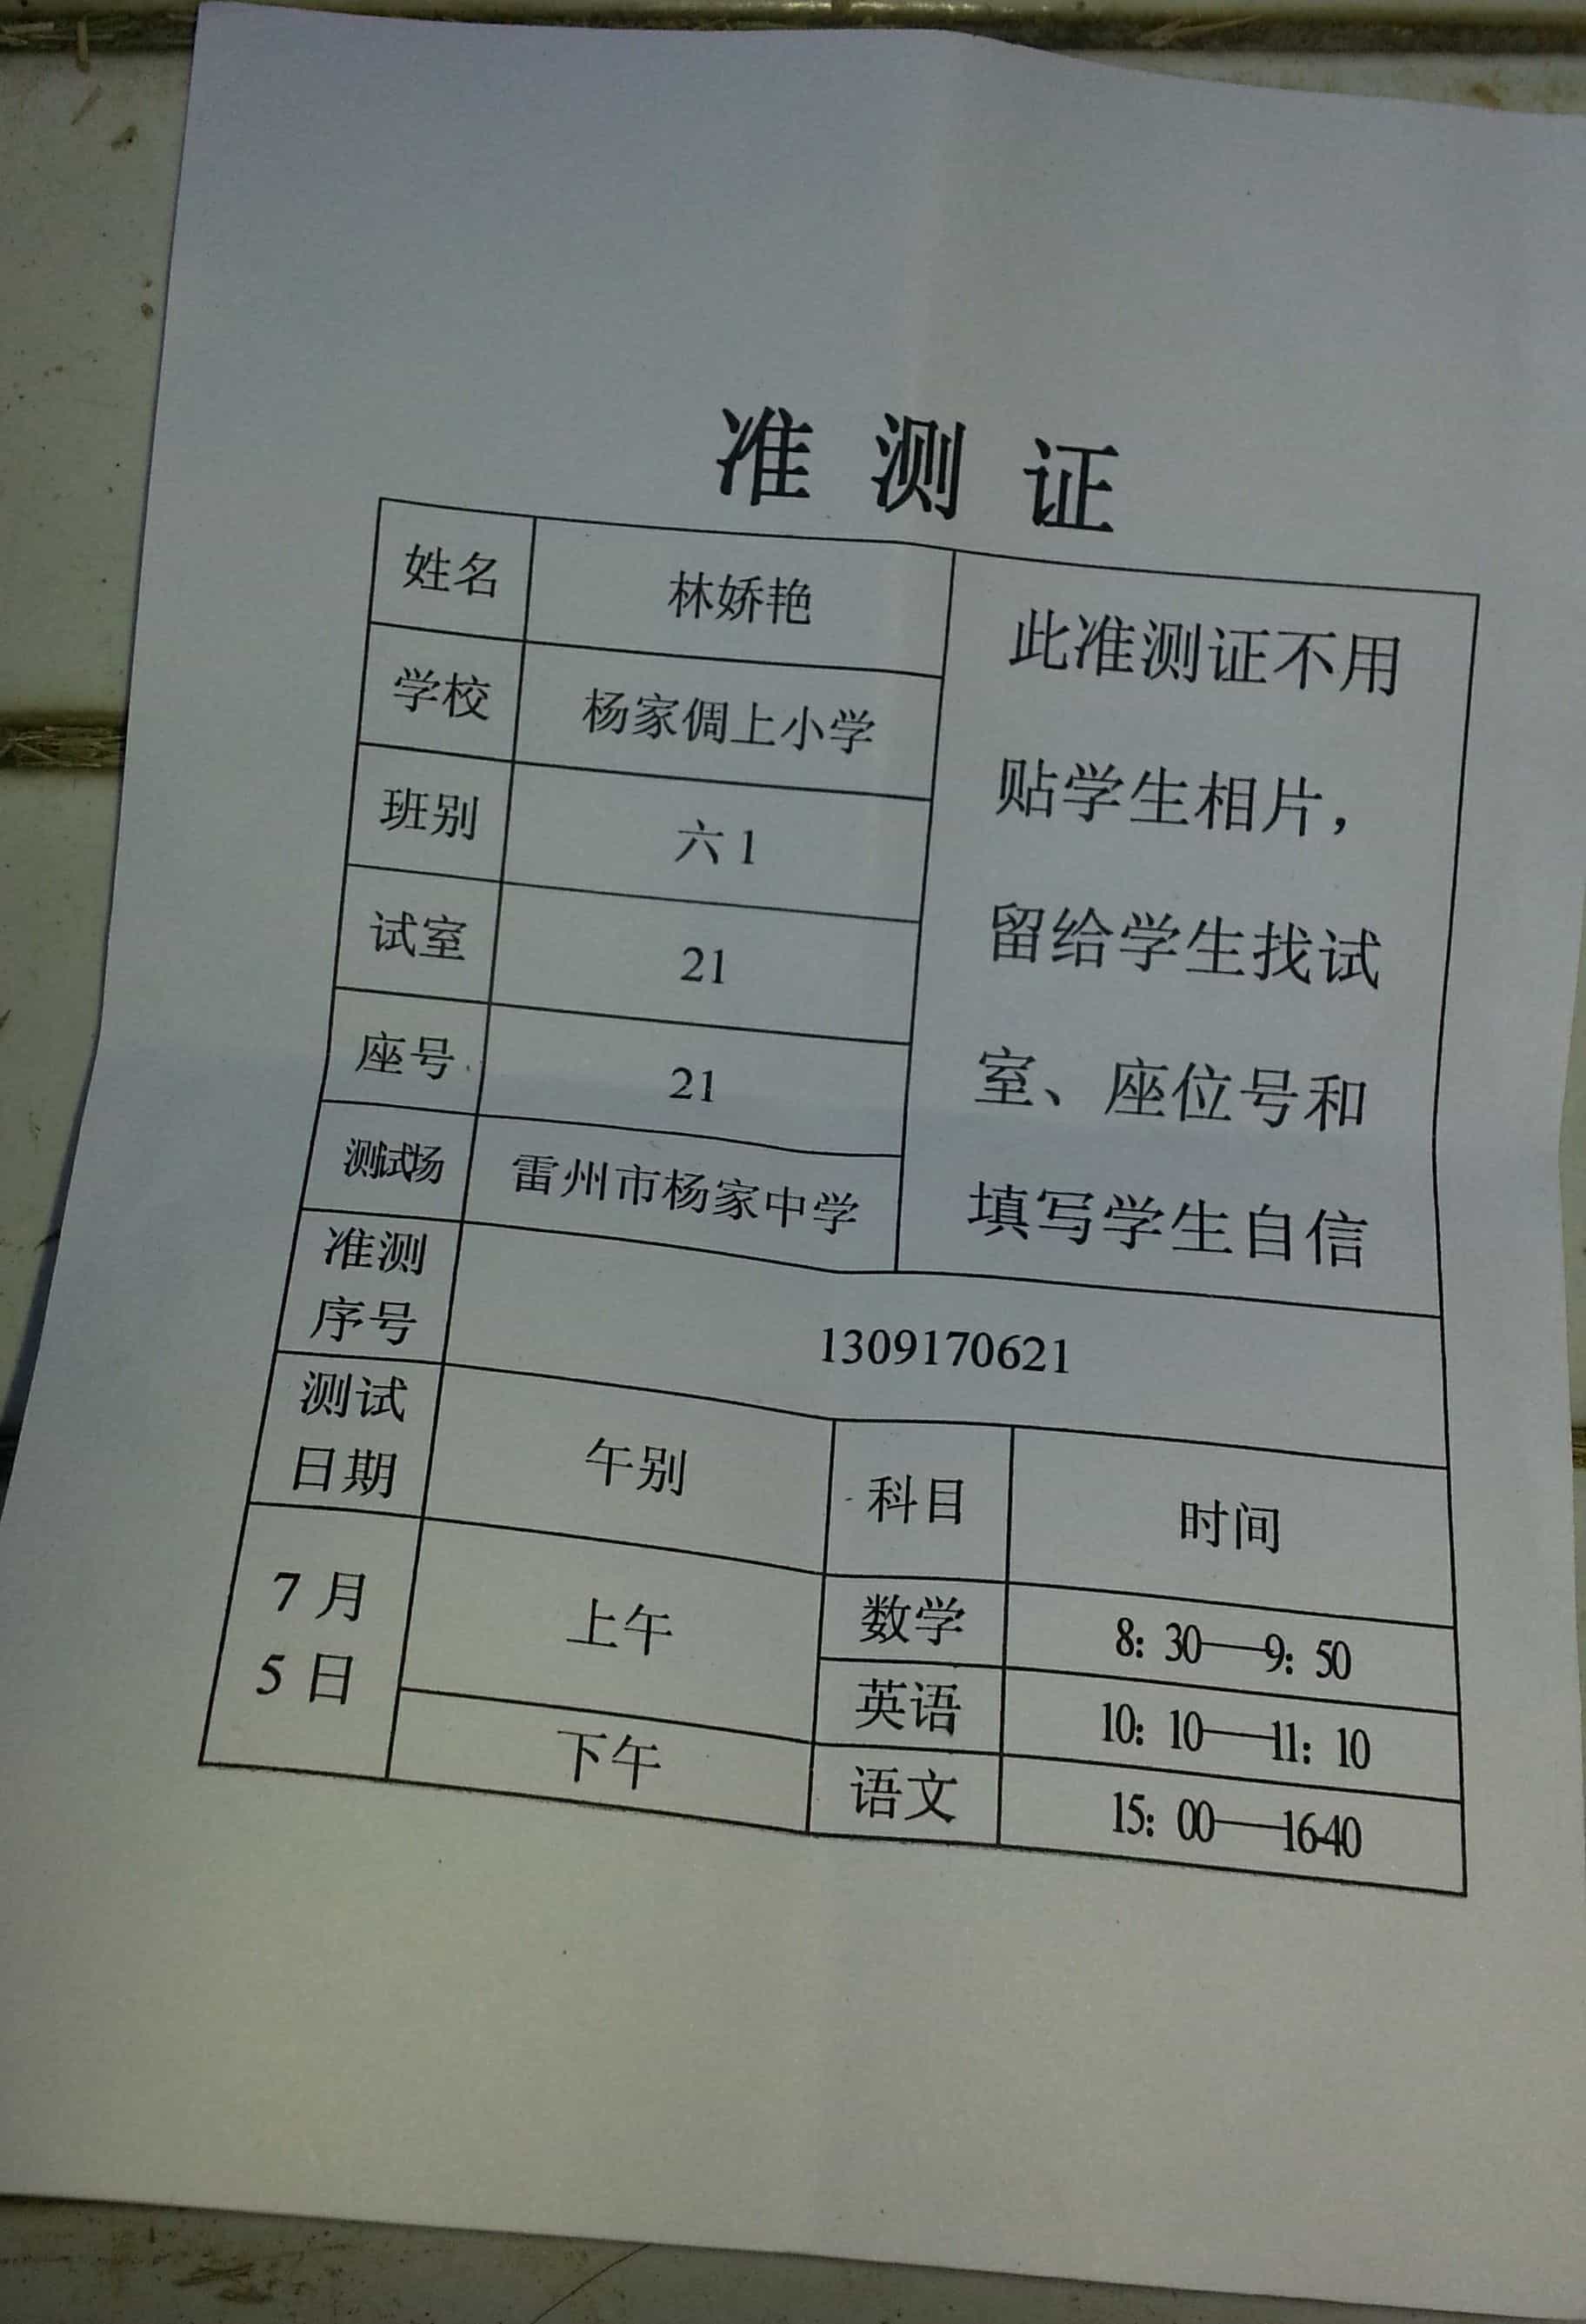 准 测 证
姓名 林娇艳
学校 杨家倜上小学
班别 六 1
试室 21
座号 21
测试场 雷州市杨家中学
此准测证不用
贴学生相片，
留给学生找试
室、座位号和
填写学生自信
准测
序号
1309170621
测试
日期
午别 科目 时间
7 月
5 日
上午
数学 8：30——9：50
英语 10：10——11：10
下午 语文 15：00——1640